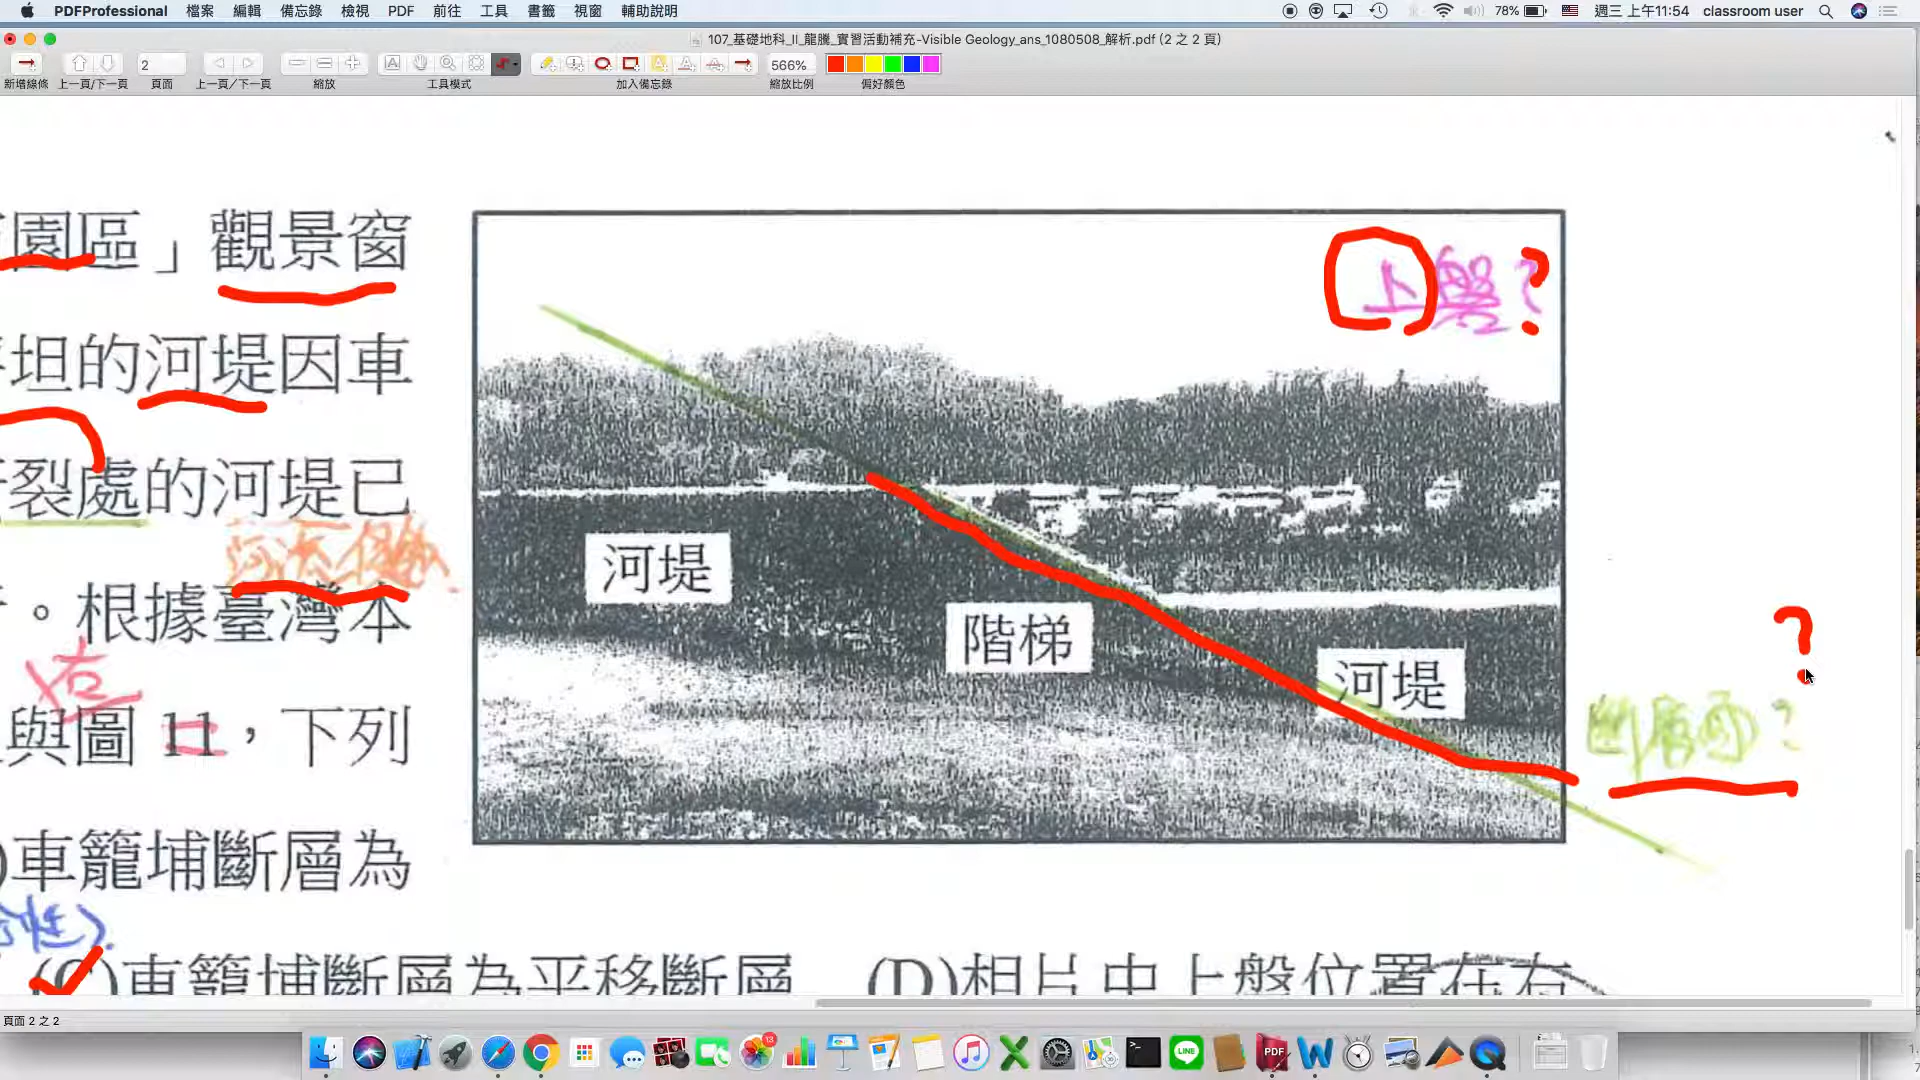 PDFProfessional 檔案 編輯 備忘錄 檢視 PDF 前往 工具 書籤 視窗 輔助說明 78% 週三 上午11:54 classroom user
107_基礎地科_II_龍騰_實習活動補充-Visible Geology_ans_1080508_解析.pdf (2 之 2 頁)
2 566%
新增線條 上一頁/下一頁 頁面 上一頁/下一頁 縮放 工具模式 加入備忘錄 縮放比例 偏好顏色
園區」觀景窗
上盤?
坦的河堤因車
裂處的河堤已
河堤
。根據臺灣本
階梯
?
右
河堤
與圖 11,下列
斷層面?
)車籠埔斷層為
(C)車籠埔斷層為平移斷層 (D)相片中上盤位置在右
頁面 2 之 2
13
LINE
PDF